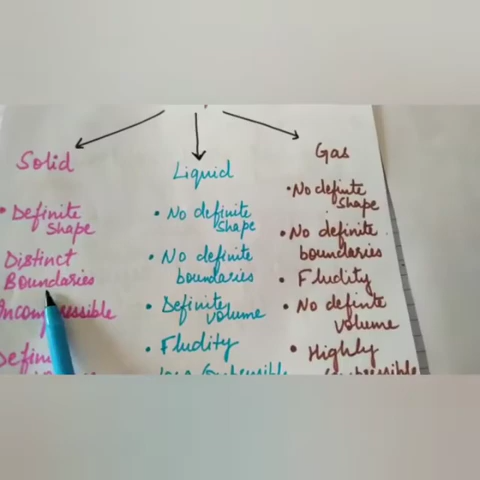 Solid
• Definite
shape
Distinct
Boundaries
Liquid
• No definite
shape
• No definite
boundaries
• Definite
volume
• Fludity
Gas
• No definite
shape
• No definite
boundaries
• Fludity
• No definite
volume
• Highly